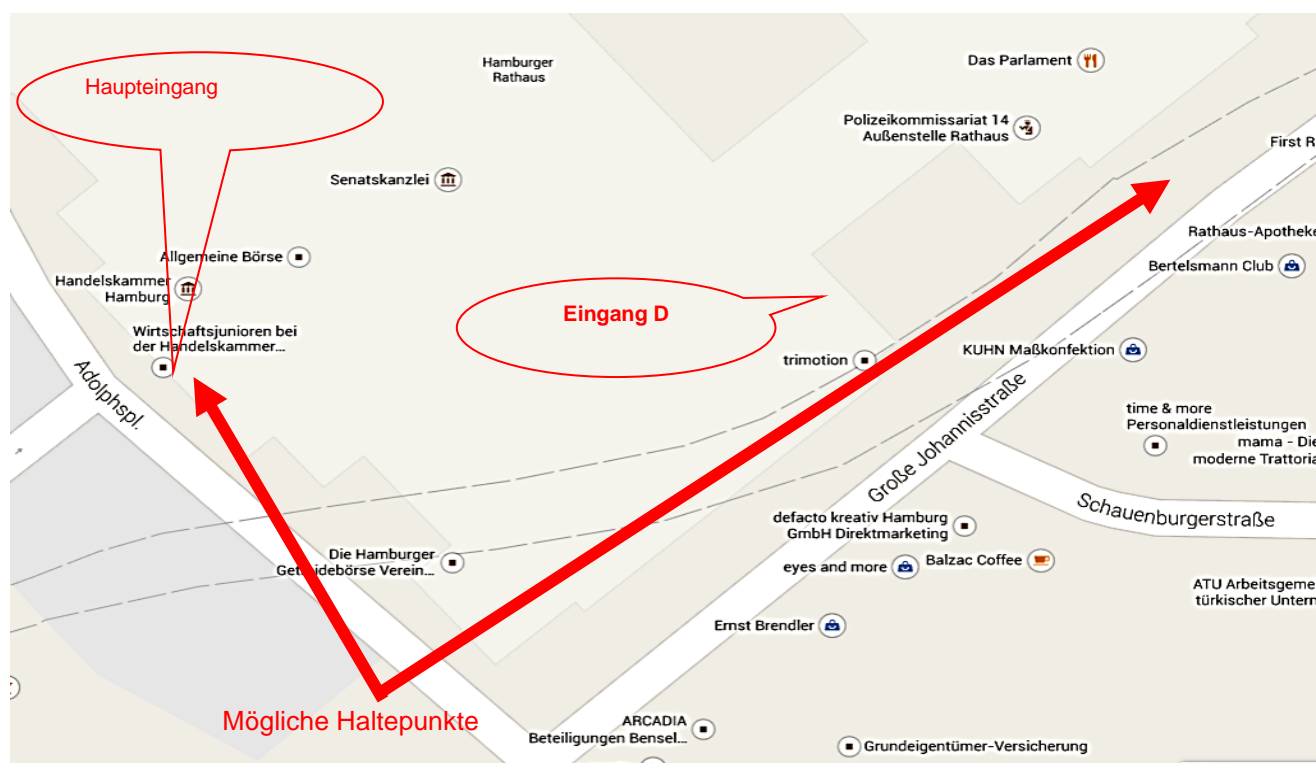 Hamburger
Rathaus
Das Parlament
Haupteingang
Polizeikommissariat 14
Außenstelle Rathaus
First R
Senatskanzlei
Rathaus-Apotheke
Allgemeine Börse
Bertelsmann Club
Handelskammer
Hamburg
Eingang D
Wirtschaftsjunioren bei
der Handelskammer...
trimotion
KUHN Maßkonfektion
Adolphspl.
Große Johannisstraße
time & more
Personaldienstleistungen
mama - Die
moderne Trattoria
Schauenburgerstraße
defacto kreativ Hamburg
GmbH Direktmarketing
Die Hamburger
Getreidebörse Verein...
eyes and more
Balzac Coffee
ATU Arbeitsgeme
türkischer Untern
Ernst Brendler
Mögliche Haltepunkte
ARCADIA
Beteiligungen Bensel...
Grundeigentümer-Versicherung